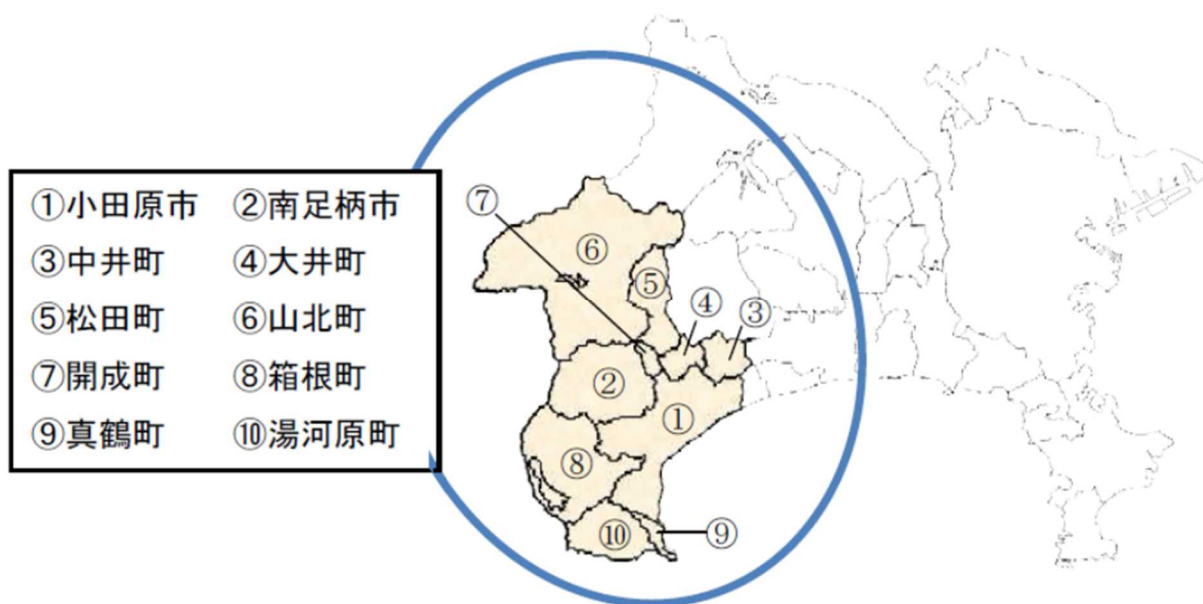 ①小田原市 ②南足柄市
③中井町 ④大井町
⑤松田町 ⑥山北町
⑦開成町 ⑧箱根町
⑨真鶴町 ⑩湯河原町
⑦
⑥
⑤
④
③
②
①
⑧
⑨
⑩